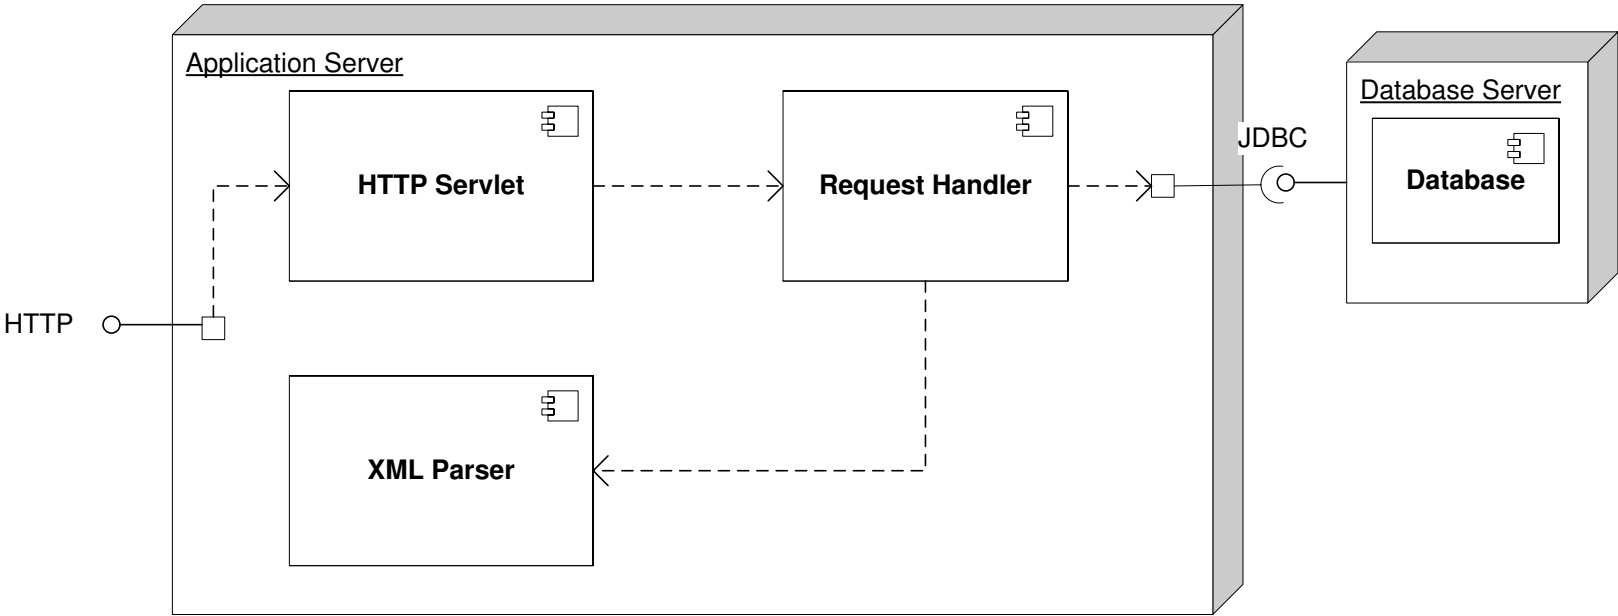 Application Server
Database Server
HTTP Servlet
Request Handler
JDBC
Database
HTTP
XML Parser